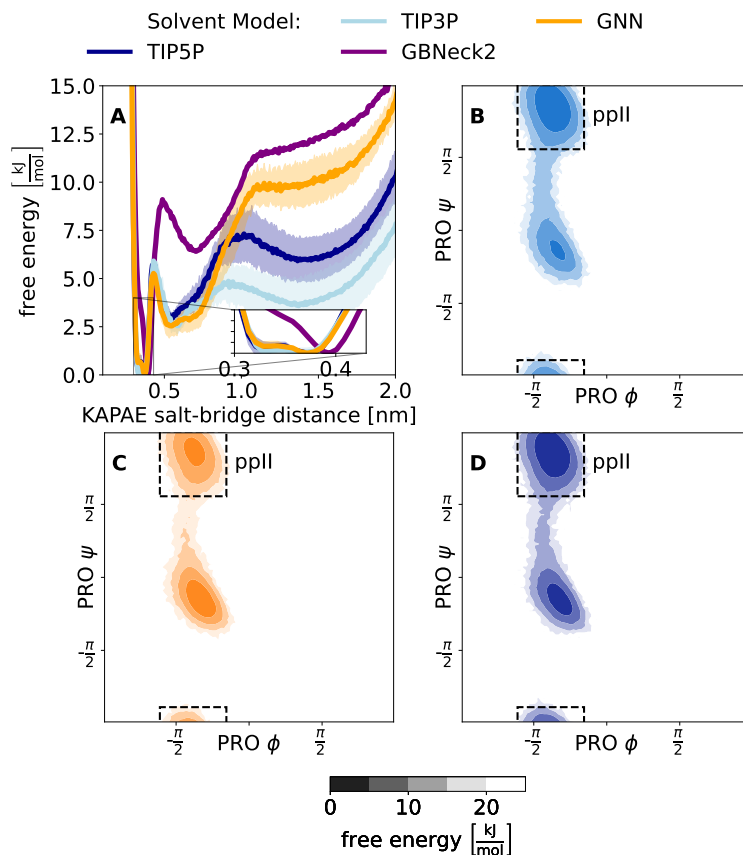 Solvent Model:
TIP3P
GNN
TIP5P
GBNeck2
A
15.0
12.5
10.0
7.5
5.0
2.5
0.0
free energy [kJ/mol]
0.3
0.4
0.5
1.0
1.5
2.0
KAPAE salt-bridge distance [nm]
B
ppII
π/2
-π/2
PRO ψ
-π/2
PRO ϕ
π/2
C
ppII
π/2
-π/2
PRO ψ
-π/2
PRO ϕ
π/2
D
ppII
π/2
-π/2
PRO ψ
-π/2
PRO ϕ
π/2
0
10
20
free energy [kJ/mol]